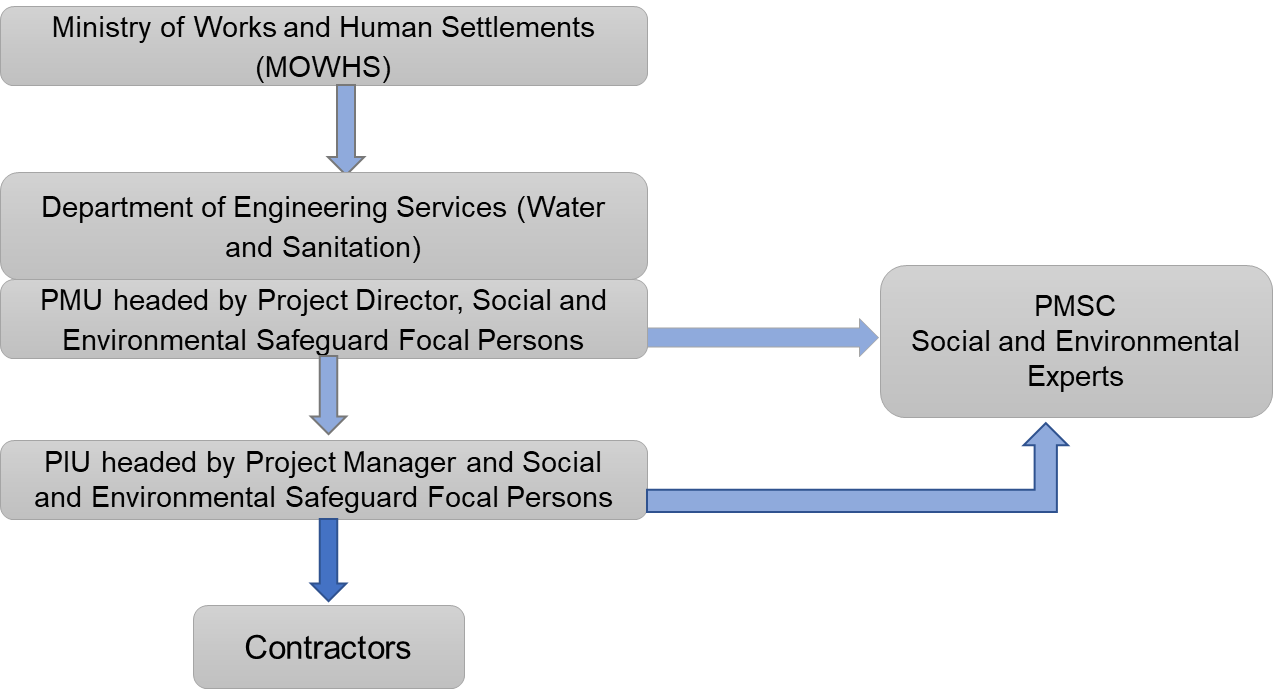 Ministry of Works and Human Settlements
(MOWHS)
Department of Engineering Services (Water
and Sanitation)
PMU headed by Project Director, Social and
Environmental Safeguard Focal Persons
PMSC
Social and Environmental
Experts
PIU headed by Project Manager and Social
and Environmental Safeguard Focal Persons
Contractors